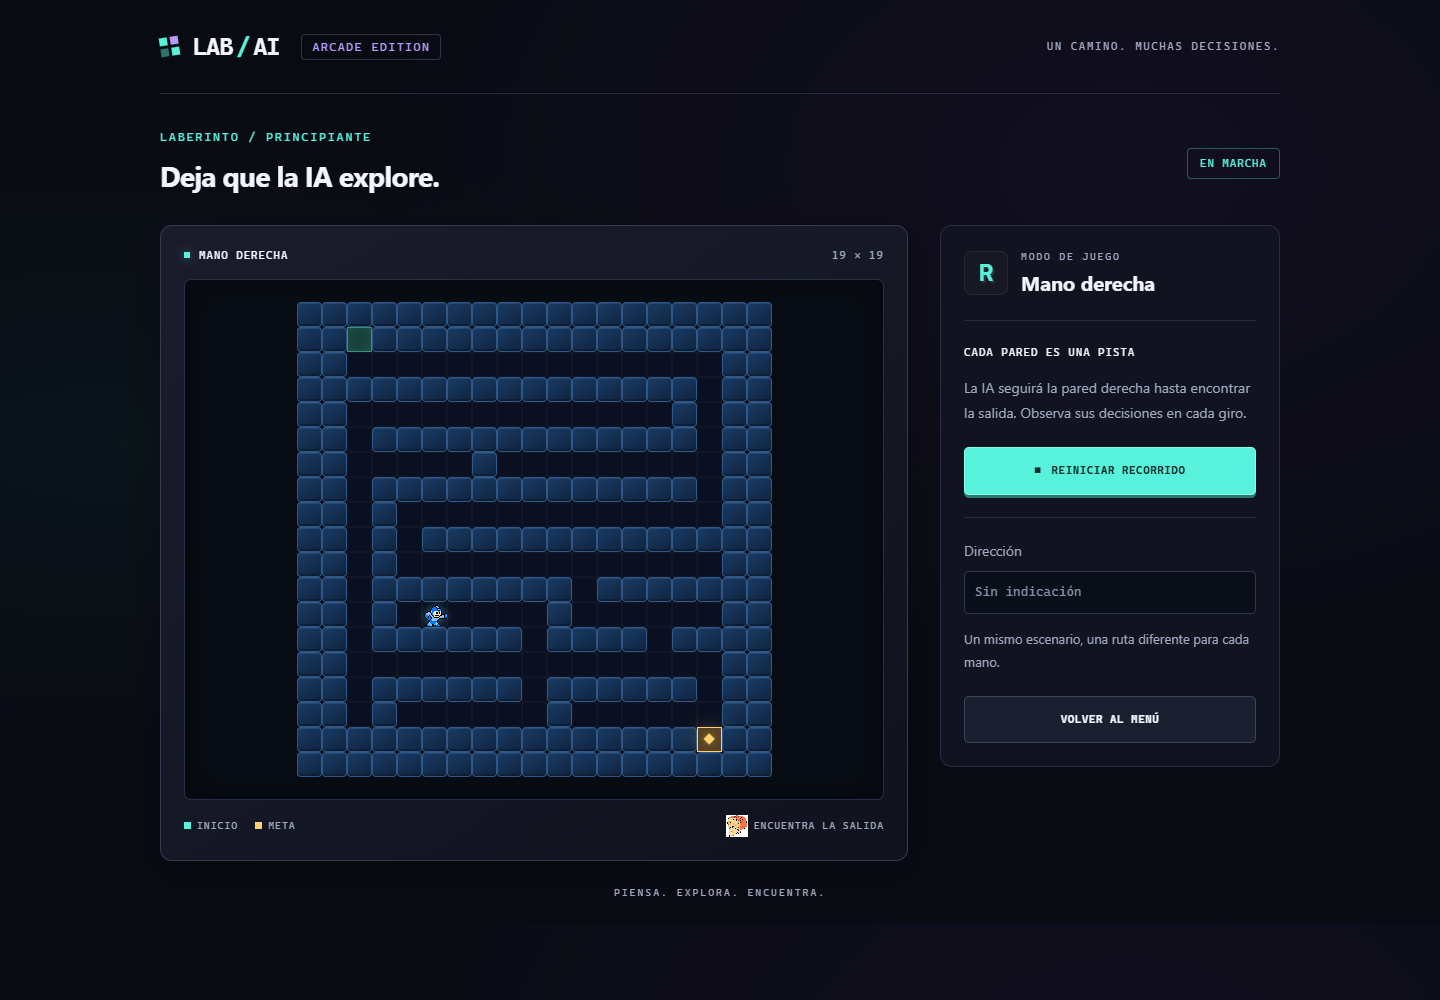 LAB/AI
ARCADE EDITION
UN CAMINO. MUCHAS DECISIONES.
LABERINTO / PRINCIPIANTE
Deja que la IA explore.
EN MARCHA
MANO DERECHA
19 × 19
INICIO
META
ENCUENTRA LA SALIDA
R
MODO DE JUEGO
Mano derecha
CADA PARED ES UNA PISTA
La IA seguirá la pared derecha hasta encontrar
la salida. Observa sus decisiones en cada giro.
REINICIAR RECORRIDO
Dirección
Sin indicación
Un mismo escenario, una ruta diferente para cada
mano.
VOLVER AL MENÚ
PIENSA. EXPLORA. ENCUENTRA.